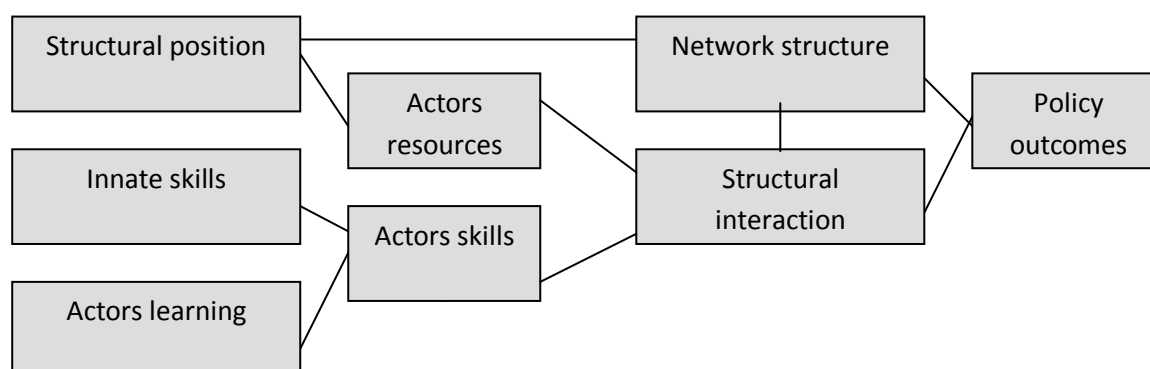 Structural position
Network structure
Actors
resources
Policy
outcomes
Innate skills
Structural
interaction
Actors skills
Actors learning